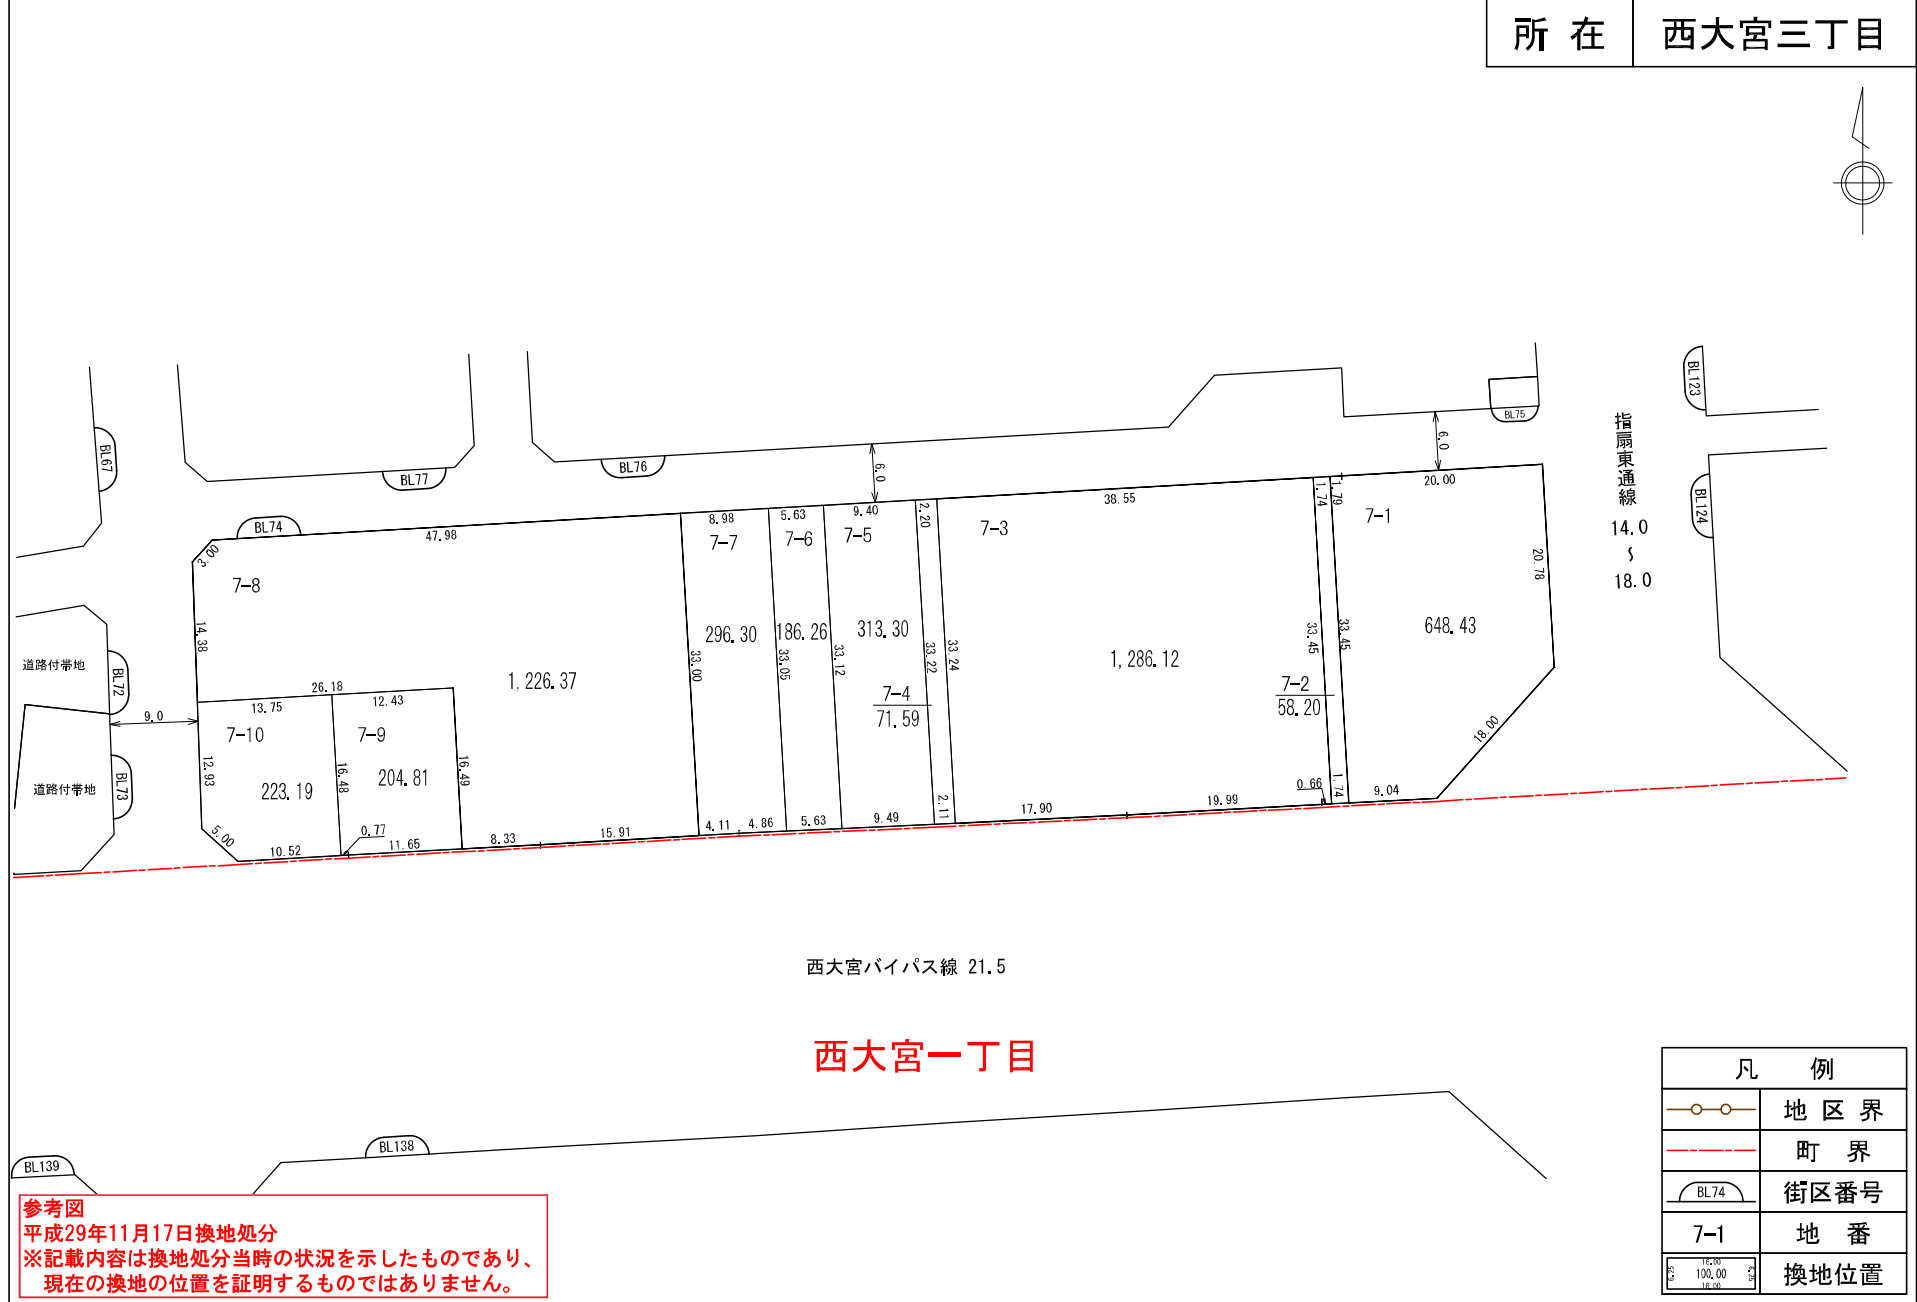 所在 西大宮三丁目
BL123
BL75
BL67
BL77
BL76
6.0
6.0
指扇東通線
14.0
～
18.0
BL124
BL74
3.00
47.98
8.98
5.63
9.40
2.20
38.55
1.74
1.79
20.00
7-8
7-7
7-6
7-5
7-3
7-1
14.38
20.78
296.30
186.26
313.30
33.00
33.05
33.12
33.22
33.24
33.45
33.45
648.43
1,226.37
1,286.12
7-4
71.59
7-2
58.20
道路付帯地
BL72
9.0
26.18
13.75
12.43
7-10
7-9
12.93
16.48
16.49
223.19
204.81
18.00
道路付帯地
BL73
5.00
10.52
0.77
11.65
8.33
15.91
4.11
4.86
5.63
9.49
2.11
17.90
19.99
0.66
1.74
9.04
西大宮バイパス線 21.5
西大宮一丁目
BL138
BL139
参考図
平成29年11月17日換地処分
※記載内容は換地処分当時の状況を示したものであり、
現在の換地の位置を証明するものではありません。
凡例
地区界
町界
BL74 街区番号
7-1 地番
16.00
100.00 換地位置
16.00